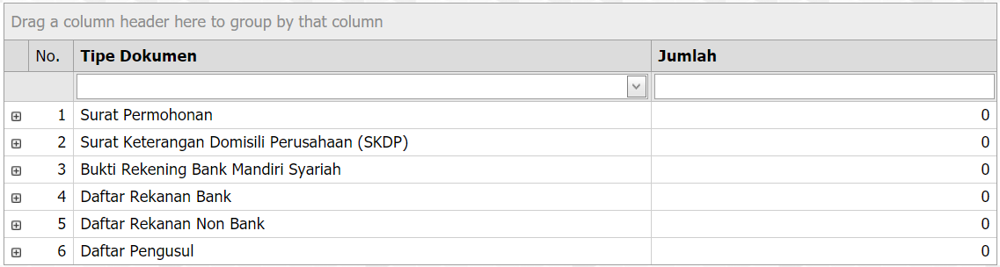 Drag a column header here to group by that column
No. Tipe Dokumen Jumlah
1 Surat Permohonan 0
2 Surat Keterangan Domisili Perusahaan (SKDP) 0
3 Bukti Rekening Bank Mandiri Syariah 0
4 Daftar Rekanan Bank 0
5 Daftar Rekanan Non Bank 0
6 Daftar Pengusul 0